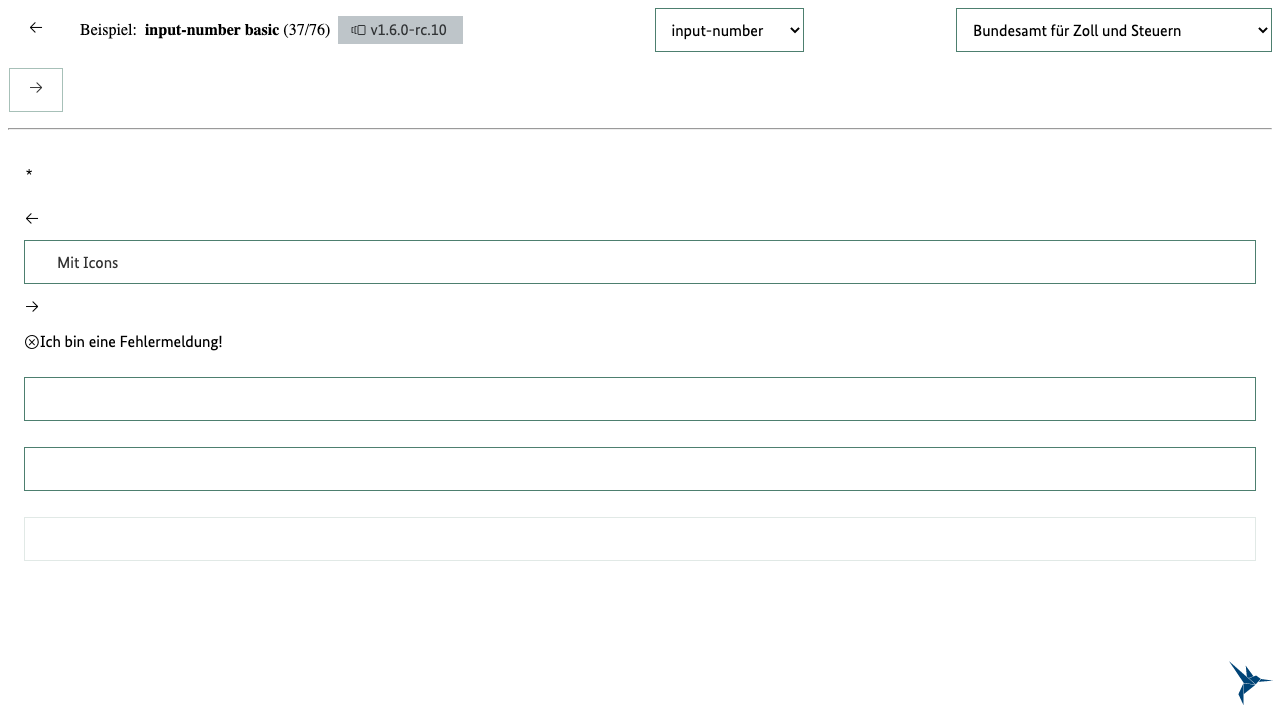 Beispiel: input-number basic (37/76) v1.6.0-rc.10 input-number Bundesamt für Zoll und Steuern
*
Mit Icons
Ich bin eine Fehlermeldung!